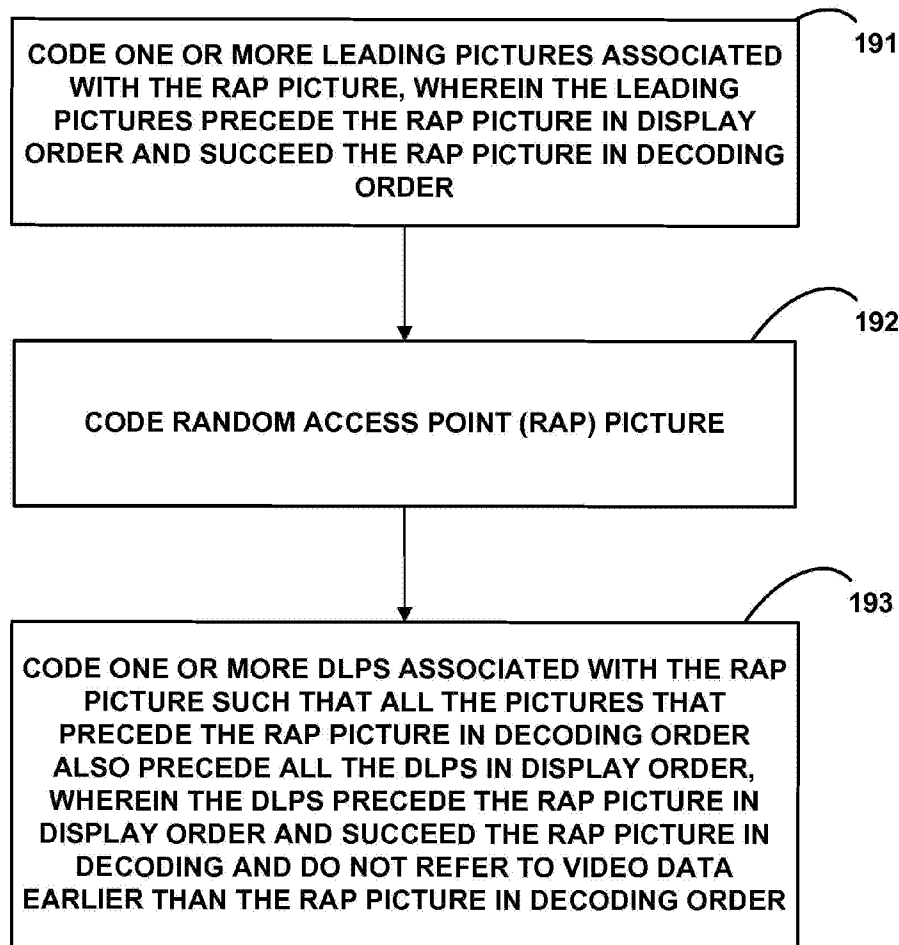 CODE ONE OR MORE LEADING PICTURES ASSOCIATED
WITH THE RAP PICTURE, WHEREIN THE LEADING
PICTURES PRECEDE THE RAP PICTURE IN DISPLAY
ORDER AND SUCCEED THE RAP PICTURE IN DECODING
ORDER
191
CODE RANDOM ACCESS POINT (RAP) PICTURE
192
CODE ONE OR MORE DLPS ASSOCIATED WITH THE RAP
PICTURE SUCH THAT ALL THE PICTURES THAT
PRECEDE THE RAP PICTURE IN DECODING ORDER
ALSO PRECEDE ALL THE DLPS IN DISPLAY ORDER,
WHEREIN THE DLPS PRECEDE THE RAP PICTURE IN
DISPLAY ORDER AND SUCCEED THE RAP PICTURE IN
DECODING AND DO NOT REFER TO VIDEO DATA
EARLIER THAN THE RAP PICTURE IN DECODING ORDER
193